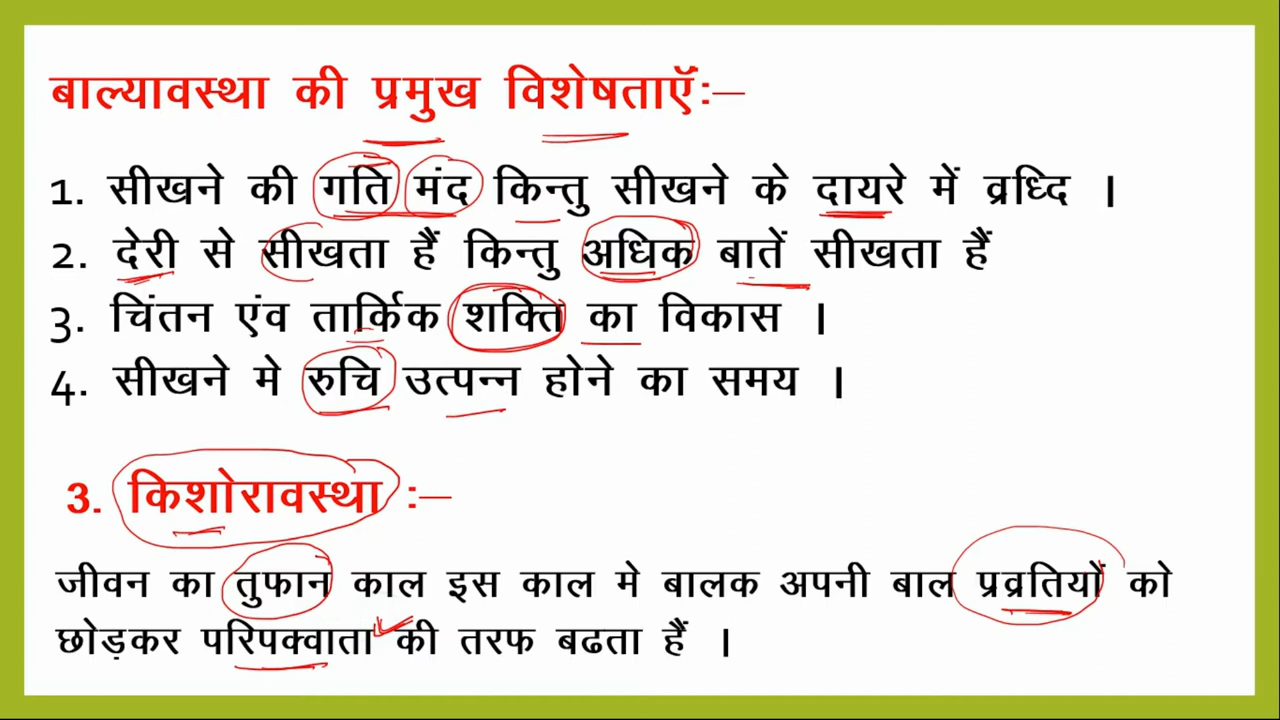 बाल्यावस्था की प्रमुख विशेषताऍं:–
1. सीखने की गति मंद किन्तु सीखने के दायरे में व्रध्दि ।
2. देरी से सीखता हैं किन्तु अधिक बातें सीखता हैं
3. चिंतन एंव तार्किक शक्ति का विकास ।
4. सीखने मे रुचि उत्पन्न होने का समय ।
3. किशोरावस्था :–
जीवन का तुफान काल इस काल मे बालक अपनी बाल प्रव्रतियों को
छोड़कर परिपक्वाता की तरफ बढता हैं ।